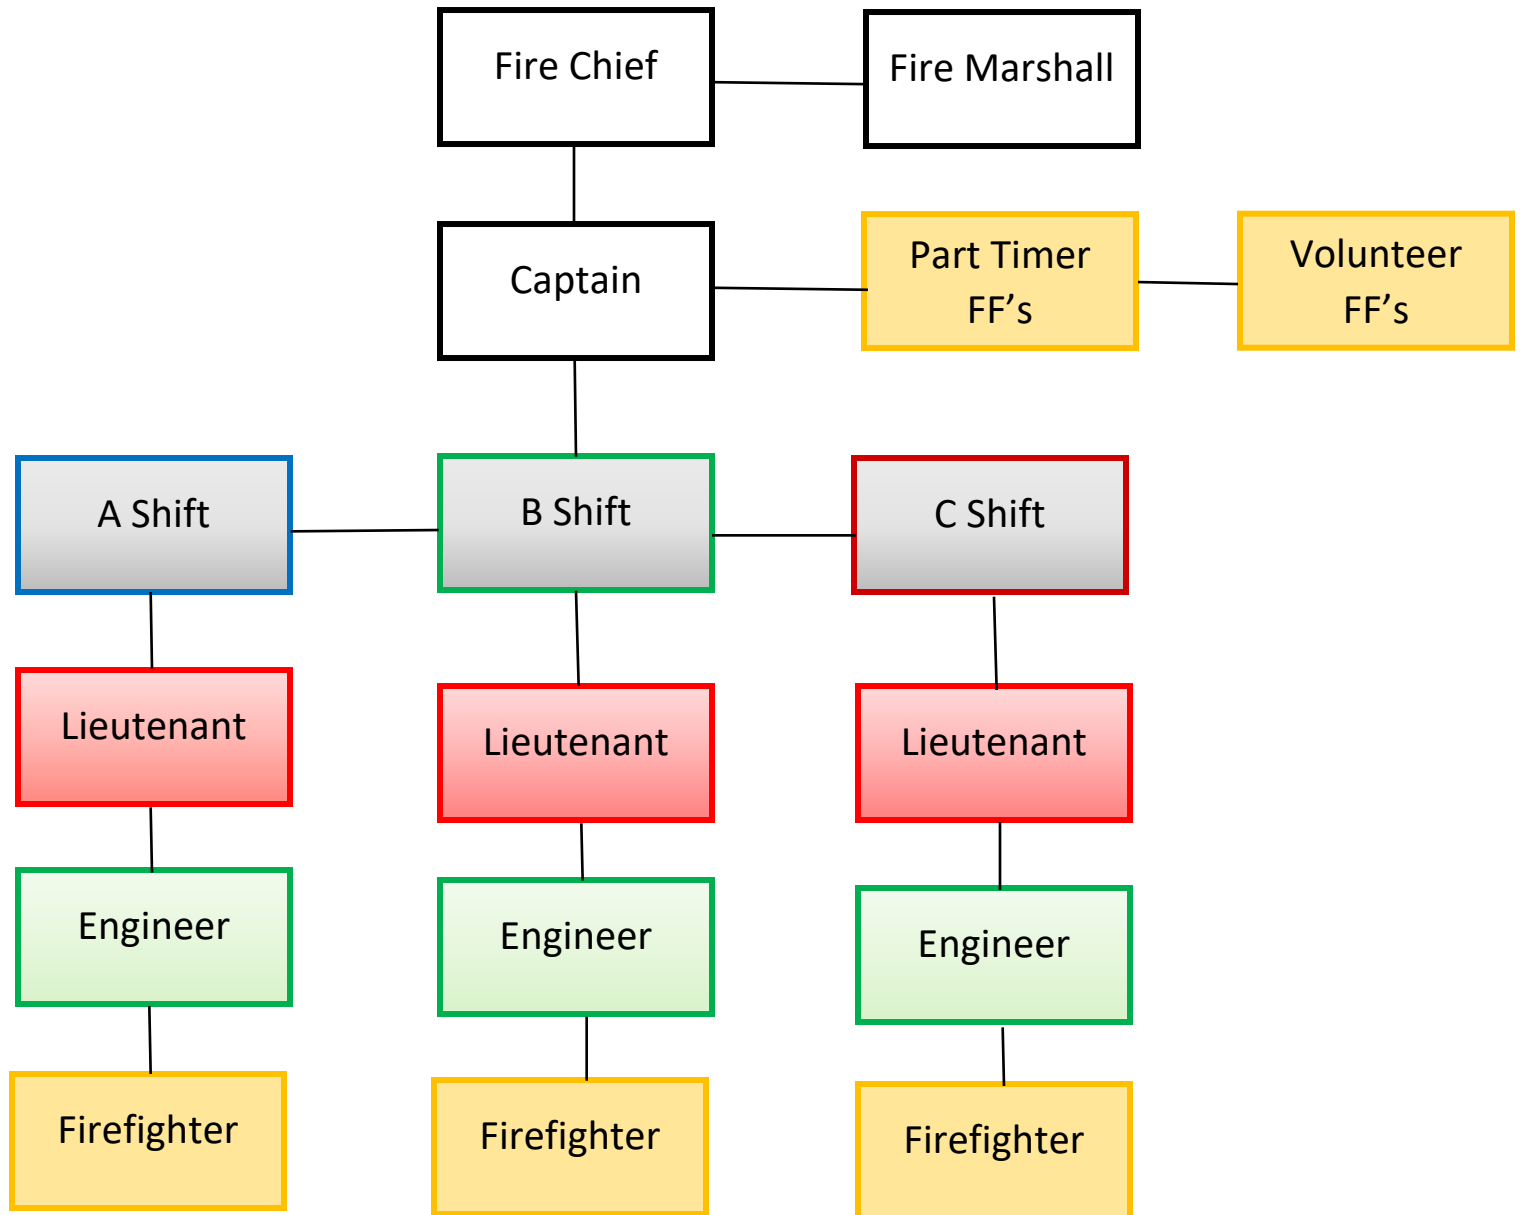 Fire Chief
Fire Marshall
Captain
Part Timer
FF’s
Volunteer
FF’s
A Shift
B Shift
C Shift
Lieutenant
Lieutenant
Lieutenant
Engineer
Engineer
Engineer
Firefighter
Firefighter
Firefighter